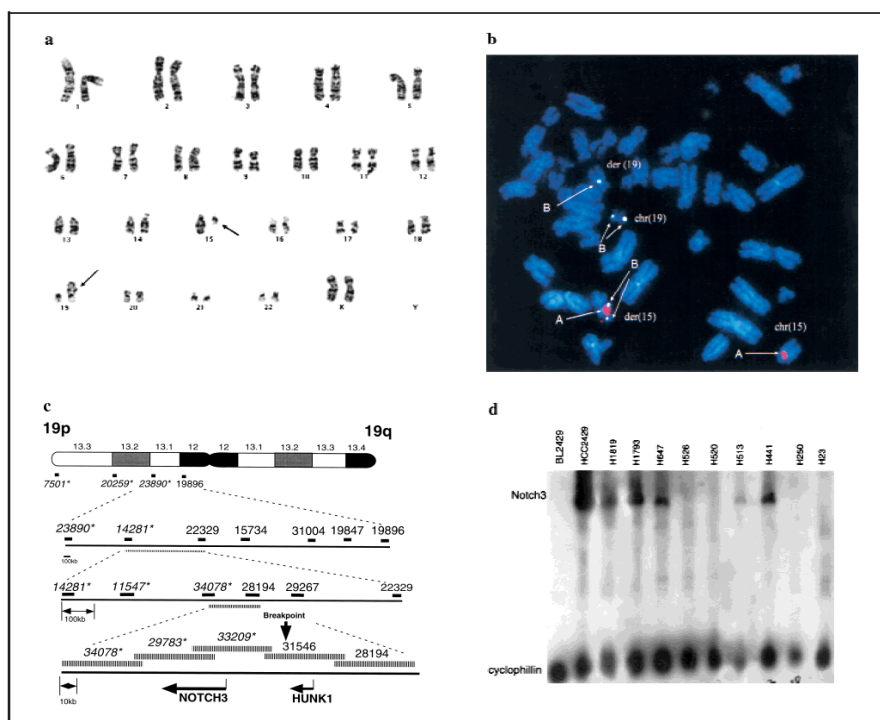 a
1 2 3 4 5
6 7 8 9 10 11 12
13 14 15 16 17 18
19 20 21 22 X Y
b
der (19)
B
chr(19)
B
B
A
der(15)
chr(15)
A
c
19p 19q
13.3 13.2 13.1 12 12 13.1 13.2 13.3 13.4
7501* 20259* 23890* 19896
23890* 14281* 22329 15734 31004 19847 19896
100kb
14281* 11547* 34078* 28194 29267 22329
100kb
Breakpoint
34078* 29783* 33209* 31546 28194
10kb
NOTCH3 HUNK1
d
BL2429 HCC2429 H1819 H1793 H647 H526 H520 H513 H441 H250 H23
Notch3
cyclophillin